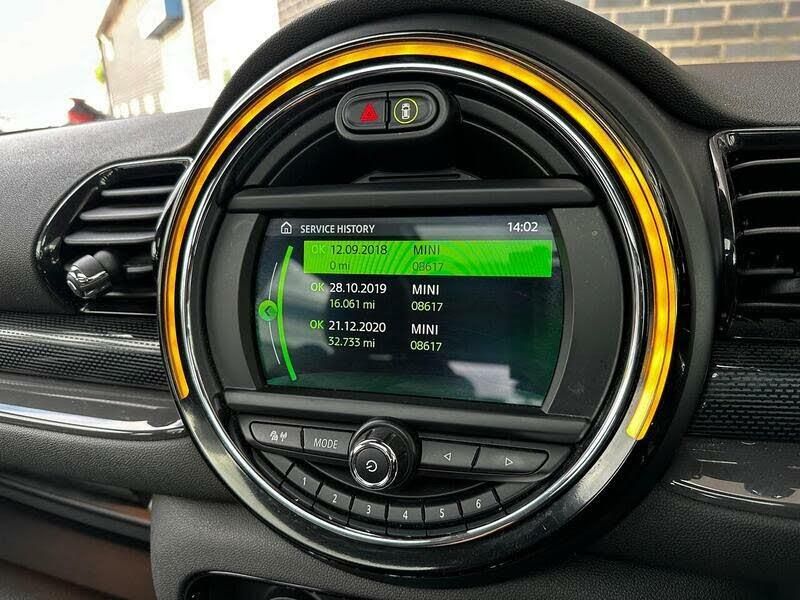 SERVICE HISTORY 14:02
OK 12.09.2018 MINI
0 mi 08617
OK 28.10.2019 MINI
16.061 mi 08617
OK 21.12.2020 MINI
32.733 mi 08617
MODE
1 2 3 4 5 6